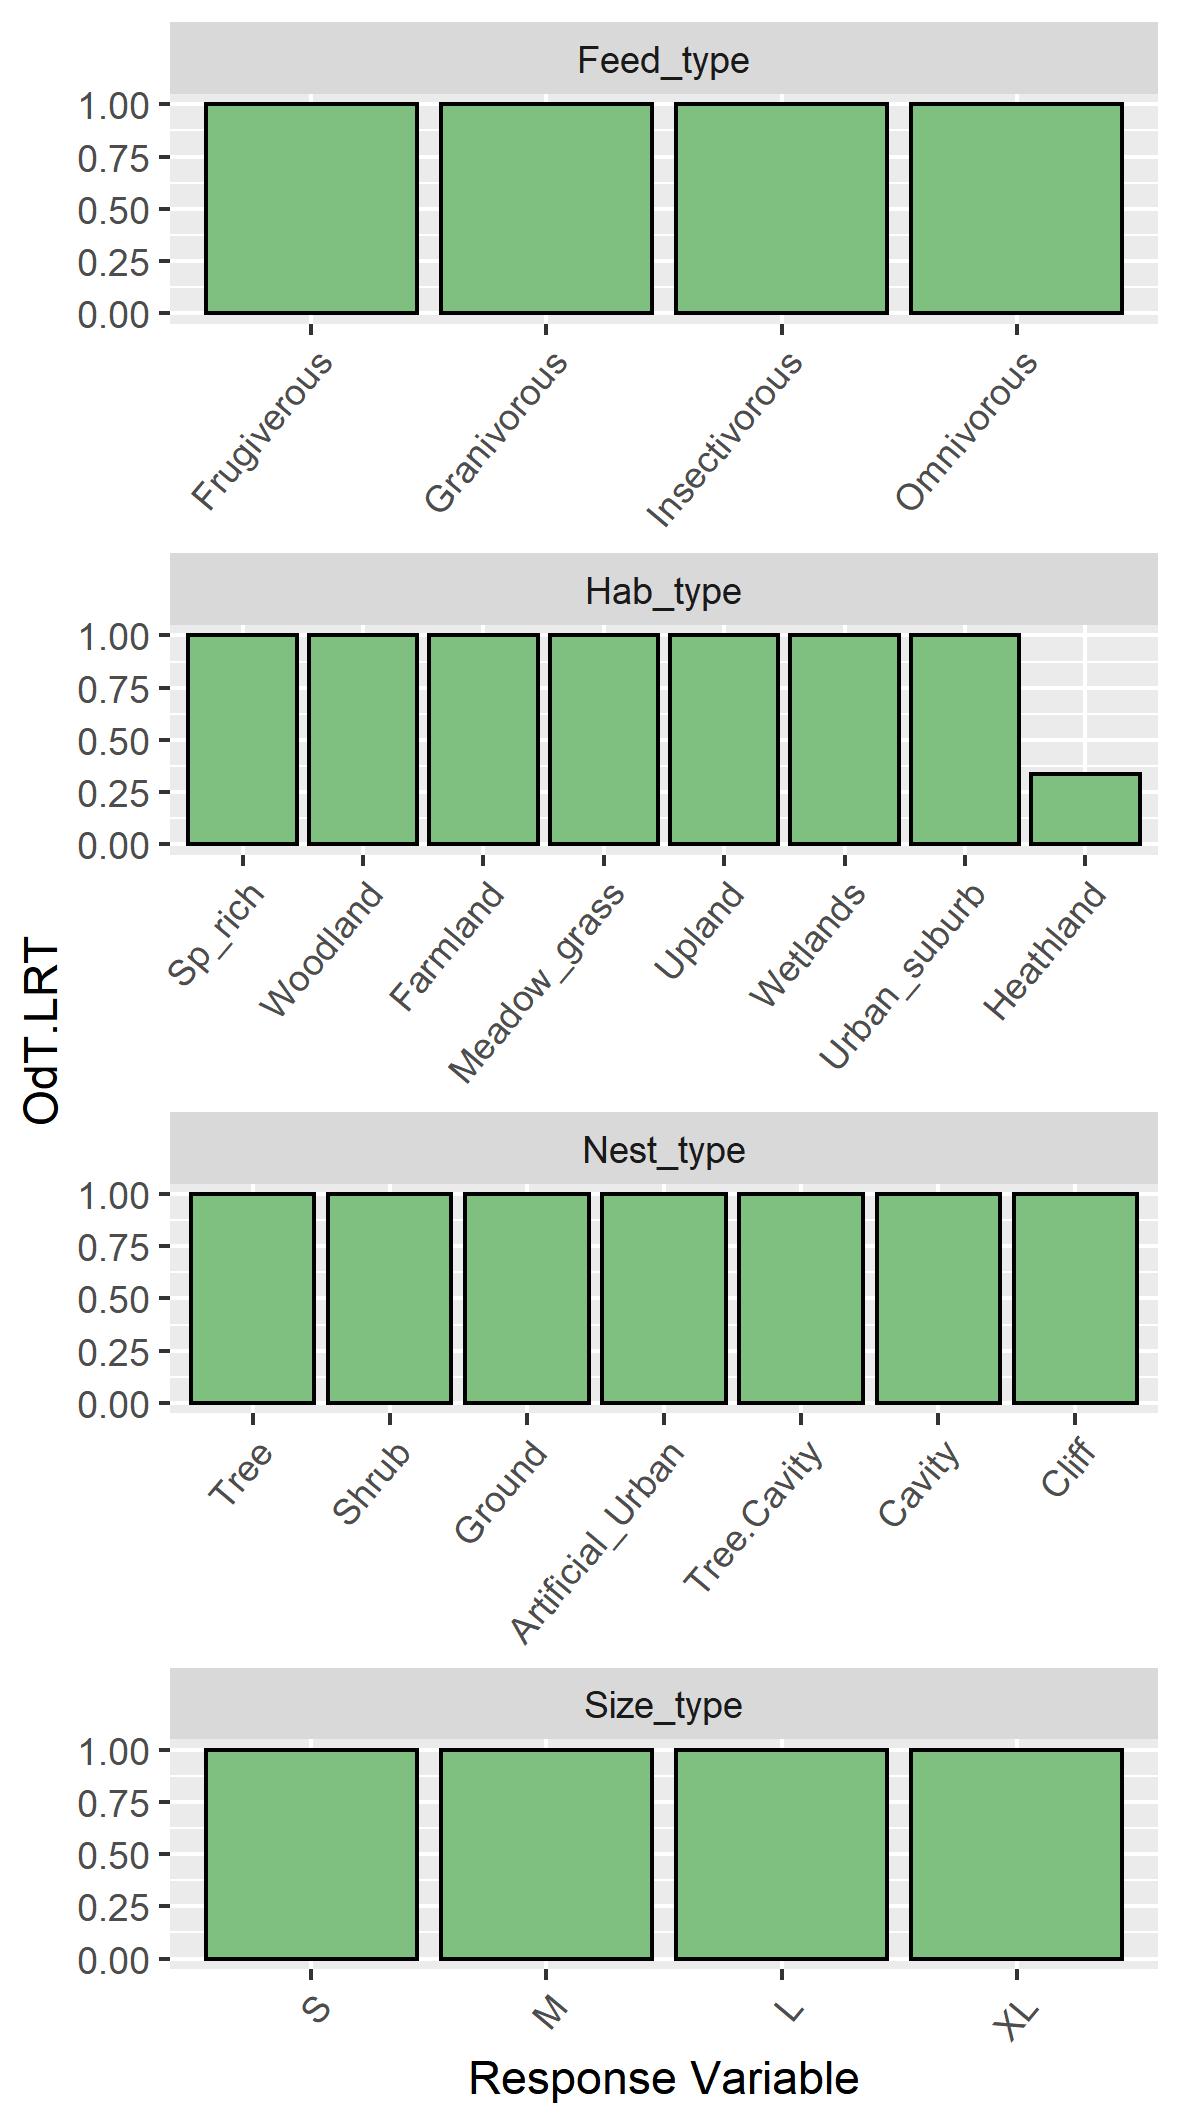 Feed_type
1.00
0.75
0.50
0.25
0.00
Frugiverous
Granivorous
Insectivorous
Omnivorous
Hab_type
1.00
0.75
0.50
0.25
0.00
Sp_rich
Woodland
Farmland
Meadow_grass
Upland
Wetlands
Urban_suburb
Heathland
OdT.LRT
Nest_type
1.00
0.75
0.50
0.25
0.00
Tree
Shrub
Ground
Artificial_Urban
Tree.Cavity
Cavity
Cliff
Size_type
1.00
0.75
0.50
0.25
0.00
S
M
L
XL
Response Variable